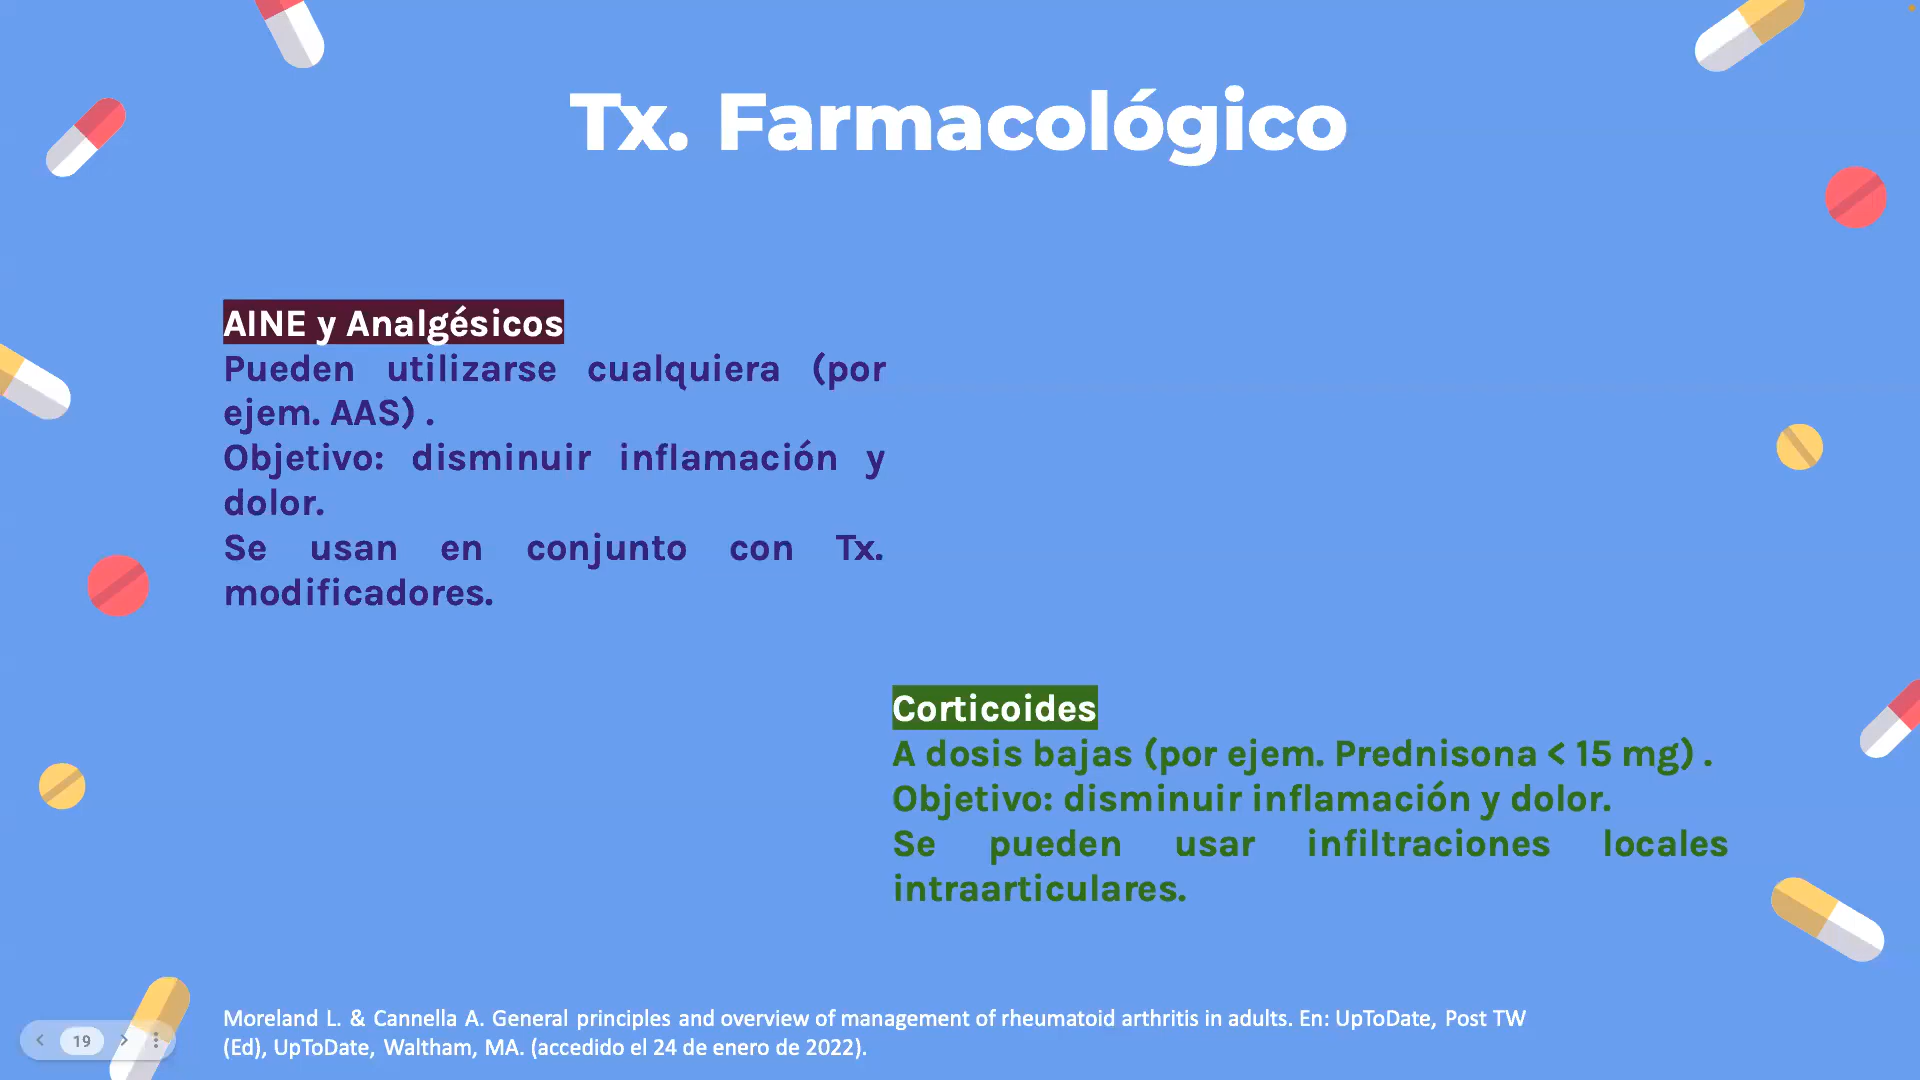 Tx. Farmacológico
AINE y Analgésicos
Pueden utilizarse cualquiera (por
ejem. AAS) .
Objetivo: disminuir inflamación y
dolor.
Se usan en conjunto con Tx.
modificadores.
Corticoides
A dosis bajas (por ejem. Prednisona < 15 mg) .
Objetivo: disminuir inflamación y dolor.
Se pueden usar infiltraciones locales
intraarticulares.
Moreland L. & Cannella A. General principles and overview of management of rheumatoid arthritis in adults. En: UpToDate, Post TW
(Ed), UpToDate, Waltham, MA. (accedido el 24 de enero de 2022).
19